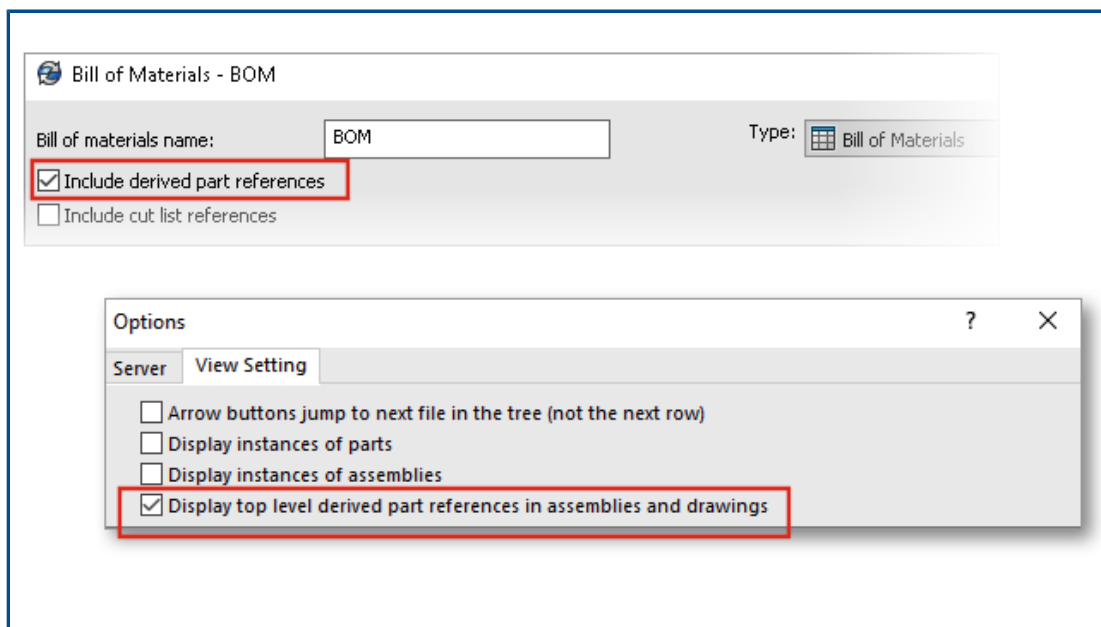 Bill of Materials - BOM
Bill of materials name: BOM Type: Bill of Materials
Include derived part references
Include cut list references
Options ?
Server View Setting
Arrow buttons jump to next file in the tree (not the next row)
Display instances of parts
Display instances of assemblies
Display top level derived part references in assemblies and drawings